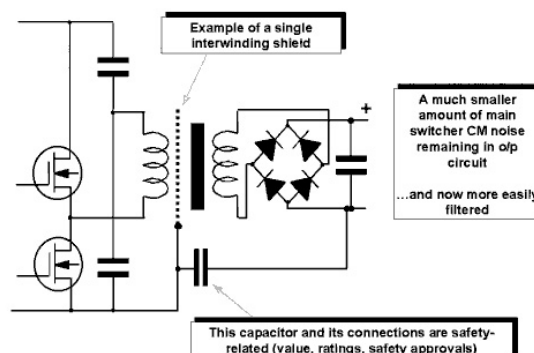 Example of a single
interwinding shield
+
A much smaller
amount of main
switcher CM noise
remaining in o/p
circuit
...and now more easily
filtered
This capacitor and its connections are safety-
related (value, ratings, safety approvals)